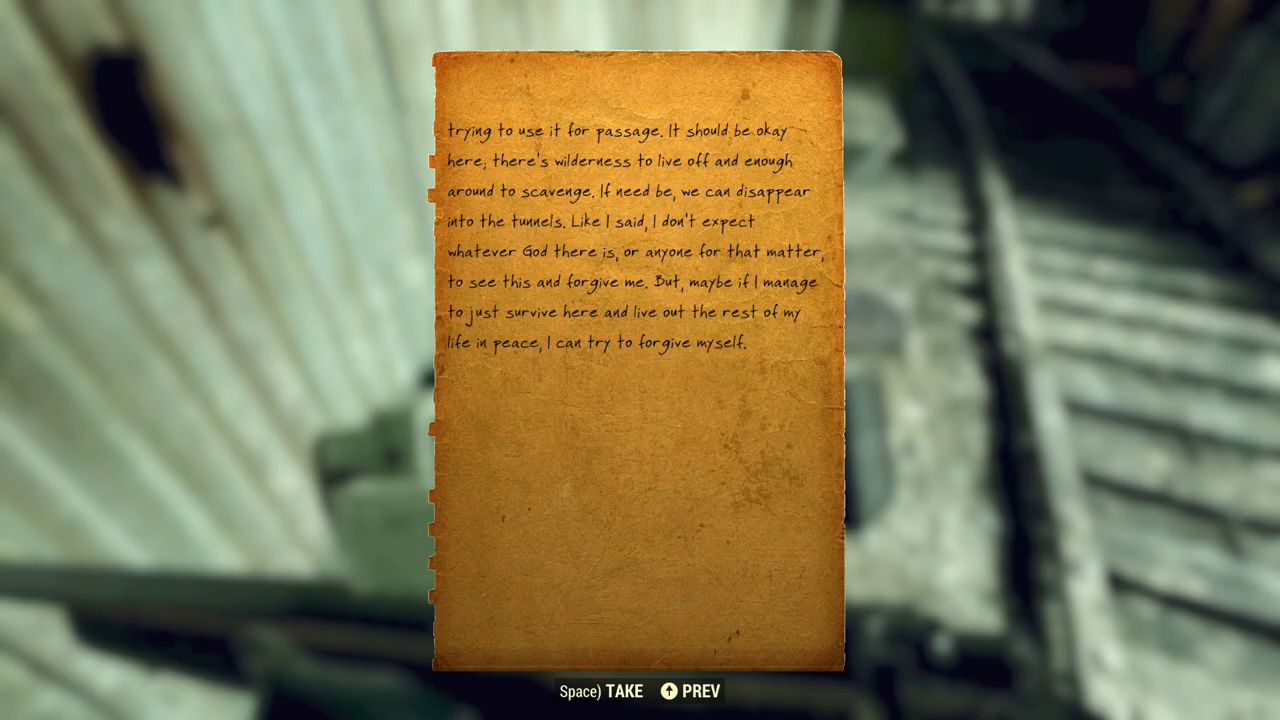 trying to use it for passage. It should be okay
here; there's wilderness to live off and enough
around to scavenge. If need be, we can disappear
into the tunnels. Like I said, I don't expect
whatever God there is, or anyone for that matter,
to see this and forgive me. But, maybe if I manage
to just survive here and live out the rest of my
life in peace, I can try to forgive myself.
Space) TAKE PREV